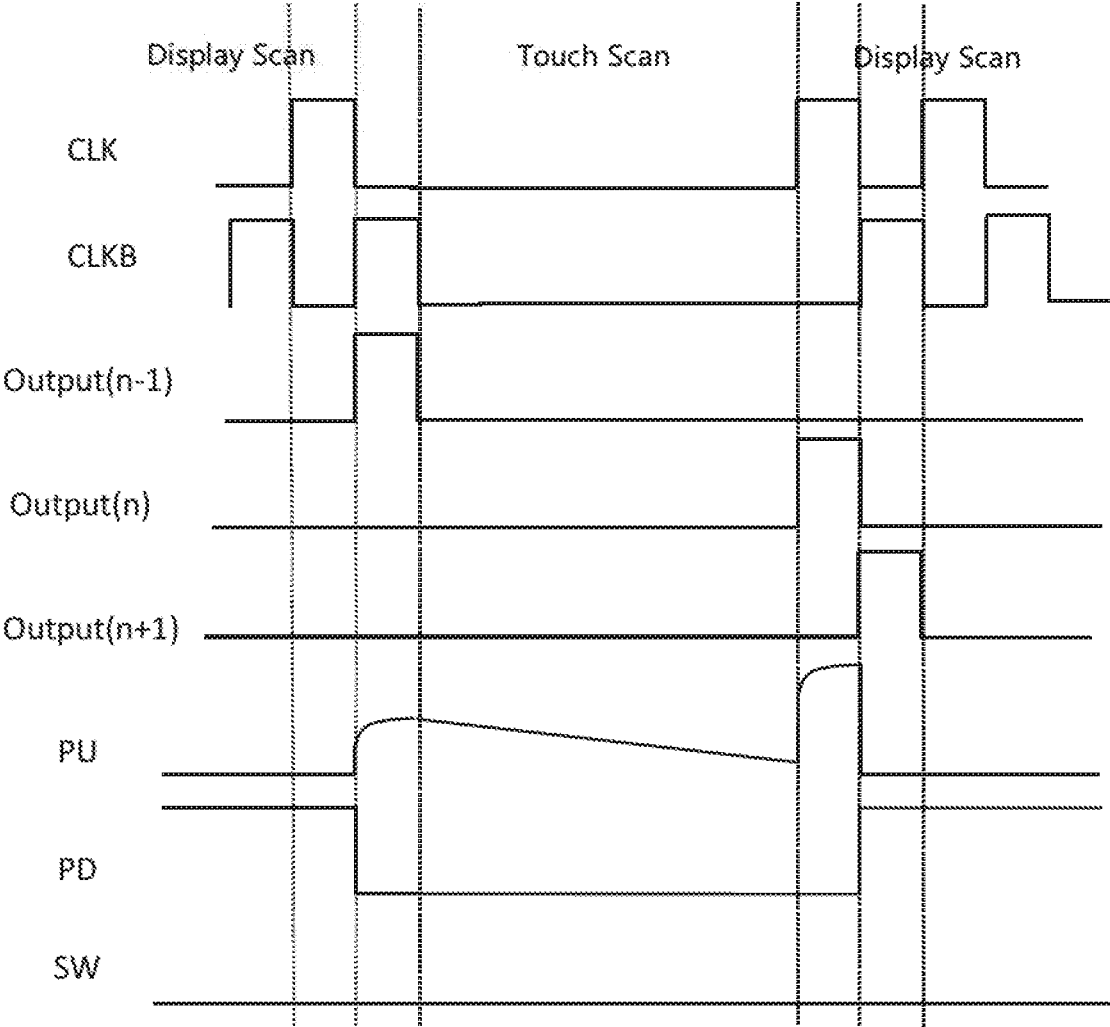 Display Scan
Touch Scan
Display Scan
CLK
CLKB
Output(n-1)
Output(n)
Output(n+1)
PU
PD
SW